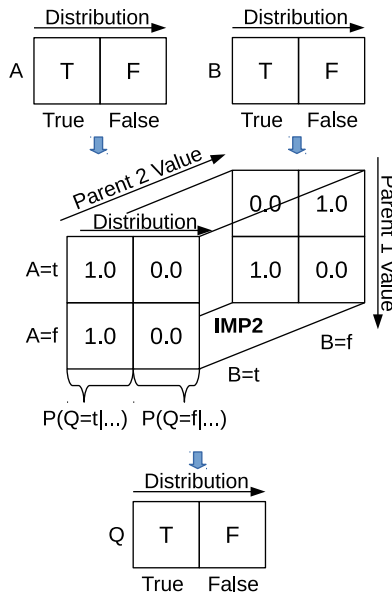 Distribution Distribution
A T F B T F
True False True False
Parent 2 Value
Parent 1 Value
0.0 1.0
Distribution
A=t 1.0 0.0 1.0 0.0
A=f 1.0 0.0 IMP2
B=f
B=t
P(Q=t|...) P(Q=f|...)
Distribution
Q T F
True False